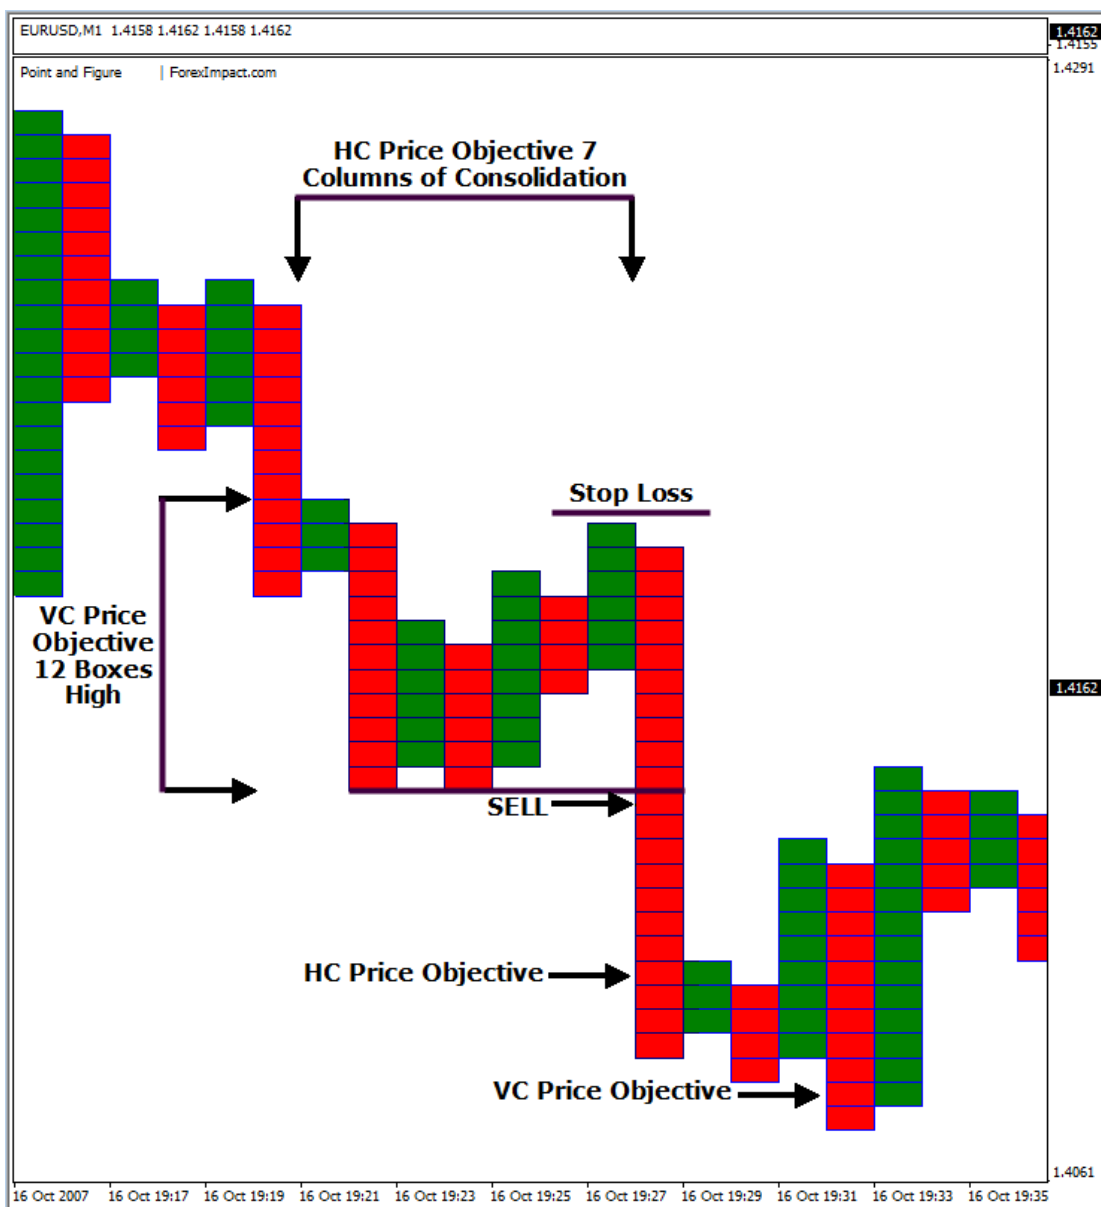 EURUSD,M1 1.4158 1.4162 1.4158 1.4162
1.4162
1.4155
Point and Figure | ForexImpact.com
1.4291
HC Price Objective 7
Columns of Consolidation
Stop Loss
VC Price
Objective
12 Boxes
High
1.4162
SELL
HC Price Objective
VC Price Objective
1.4061
16 Oct 2007 16 Oct 19:17 16 Oct 19:19 16 Oct 19:21 16 Oct 19:23 16 Oct 19:25 16 Oct 19:27 16 Oct 19:29 16 Oct 19:31 16 Oct 19:33 16 Oct 19:35